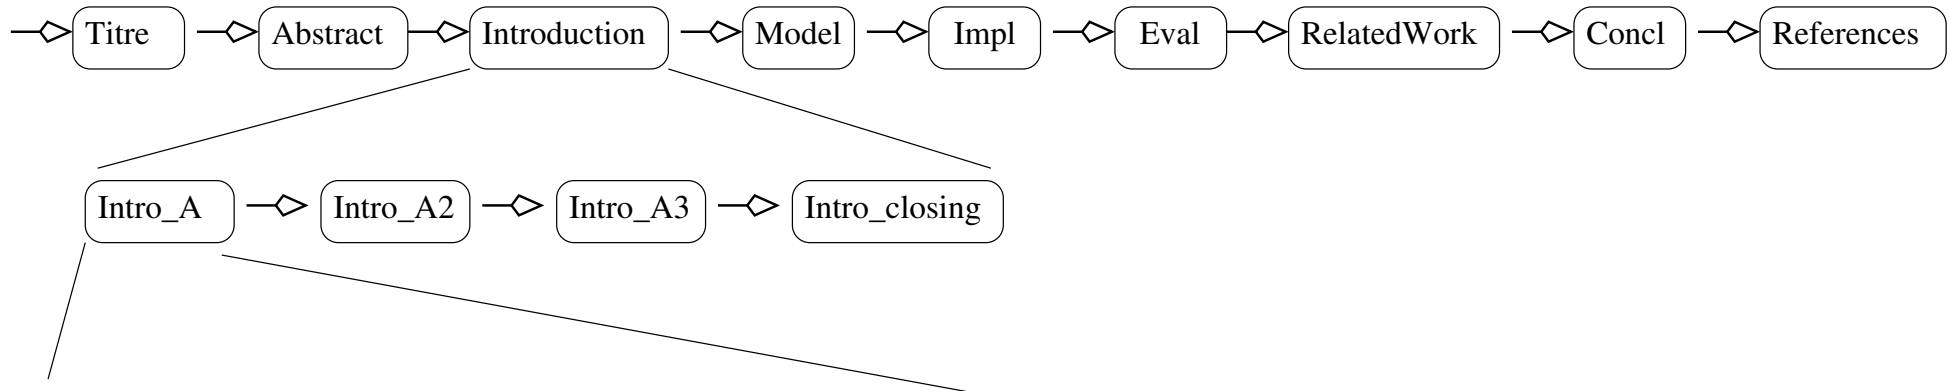 Titre Abstract Introduction Model Impl Eval RelatedWork Concl References
Intro_A Intro_A2 Intro_A3 Intro_closing